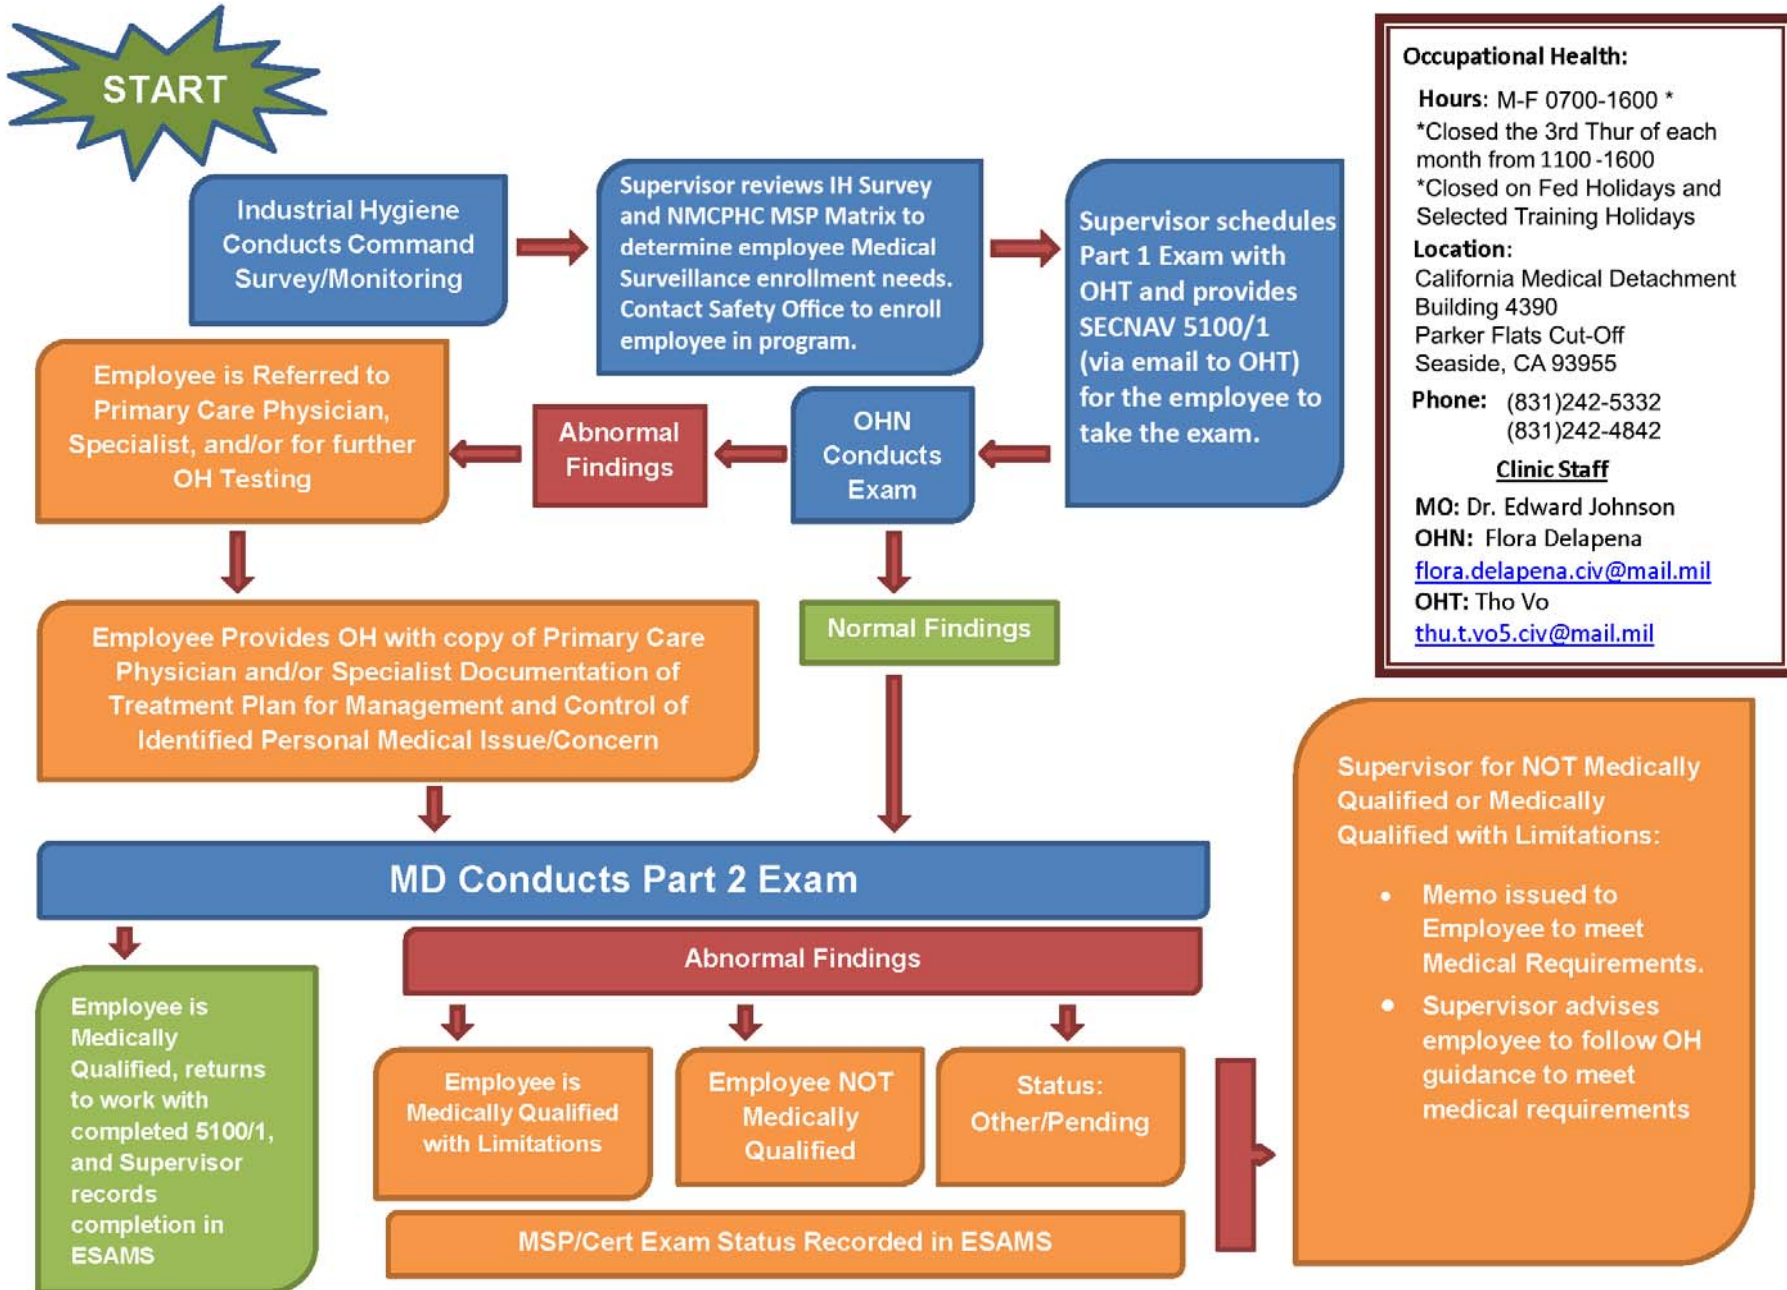 START
Industrial Hygiene
Conducts Command
Survey/Monitoring
Supervisor reviews IH Survey
and NMCPHC MSP Matrix to
determine employee Medical
Surveillance enrollment needs.
Contact Safety Office to enroll
employee in program.
Supervisor schedules
Part 1 Exam with
OHT and provides
SECNAV 5100/1
(via email to OHT)
for the employee to
take the exam.
OHN
Conducts
Exam
Abnormal
Findings
Employee is Referred to
Primary Care Physician,
Specialist, and/or for further
OH Testing
Employee Provides OH with copy of Primary Care
Physician and/or Specialist Documentation of
Treatment Plan for Management and Control of
Identified Personal Medical Issue/Concern
Normal Findings
MD Conducts Part 2 Exam
Employee is
Medically
Qualified, returns
to work with
completed 5100/1,
and Supervisor
records
completion in
ESAMS
Abnormal Findings
Employee is
Medically Qualified
with Limitations
Employee NOT
Medically
Qualified
Status:
Other/Pending
MSP/Cert Exam Status Recorded in ESAMS
Supervisor for NOT Medically
Qualified or Medically
Qualified with Limitations:
• Memo issued to
Employee to meet
Medical Requirements.
• Supervisor advises
employee to follow OH
guidance to meet
medical requirements
Occupational Health:
Hours: M-F 0700-1600 *
*Closed the 3rd Thur of each
month from 1100 -1600
*Closed on Fed Holidays and
Selected Training Holidays
Location:
California Medical Detachment
Building 4390
Parker Flats Cut-Off
Seaside, CA 93955
Phone: (831)242-5332
(831)242-4842
Clinic Staff
MO: Dr. Edward Johnson
OHN: Flora Delapena
flora.delapena.civ@mail.mil
OHT: Tho Vo
thu.t.vo5.civ@mail.mil